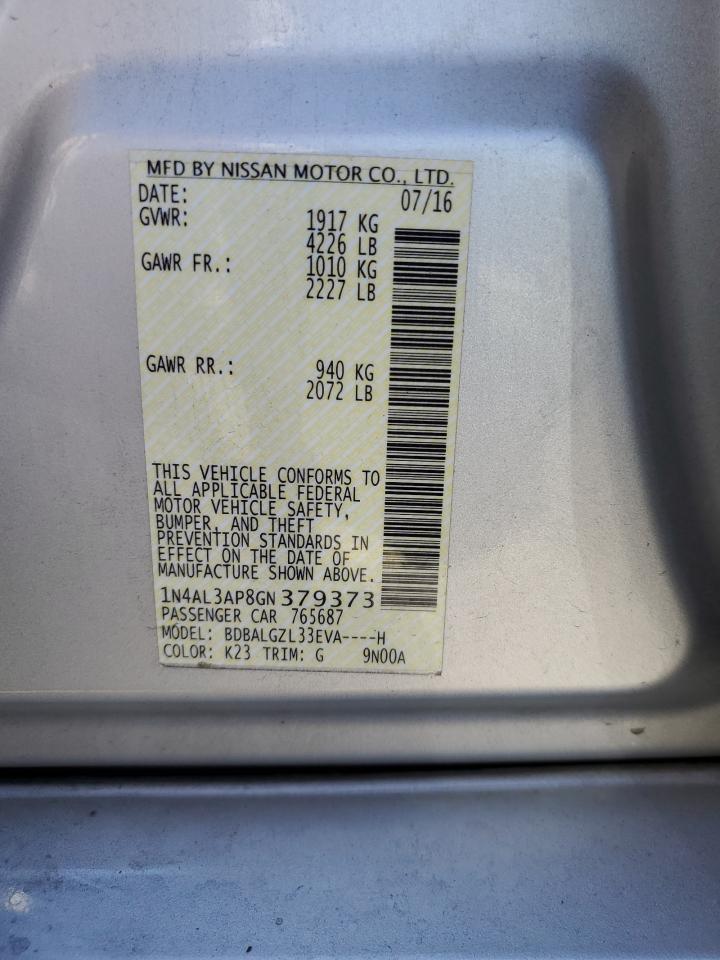 MFD BY NISSAN MOTOR CO., LTD.
DATE: 07/16
GVWR: 1917 KG
4226 LB
GAWR FR.: 1010 KG
2227 LB
GAWR RR.: 940 KG
2072 LB
THIS VEHICLE CONFORMS TO
ALL APPLICABLE FEDERAL
MOTOR VEHICLE SAFETY,
BUMPER, AND THEFT
PREVENTION STANDARDS IN
EFFECT ON THE DATE OF
MANUFACTURE SHOWN ABOVE.
1N4AL3AP8GN379373
PASSENGER CAR 765687
MODEL: BDBALGZL33EVA----H
COLOR: K23 TRIM: G 9N00A